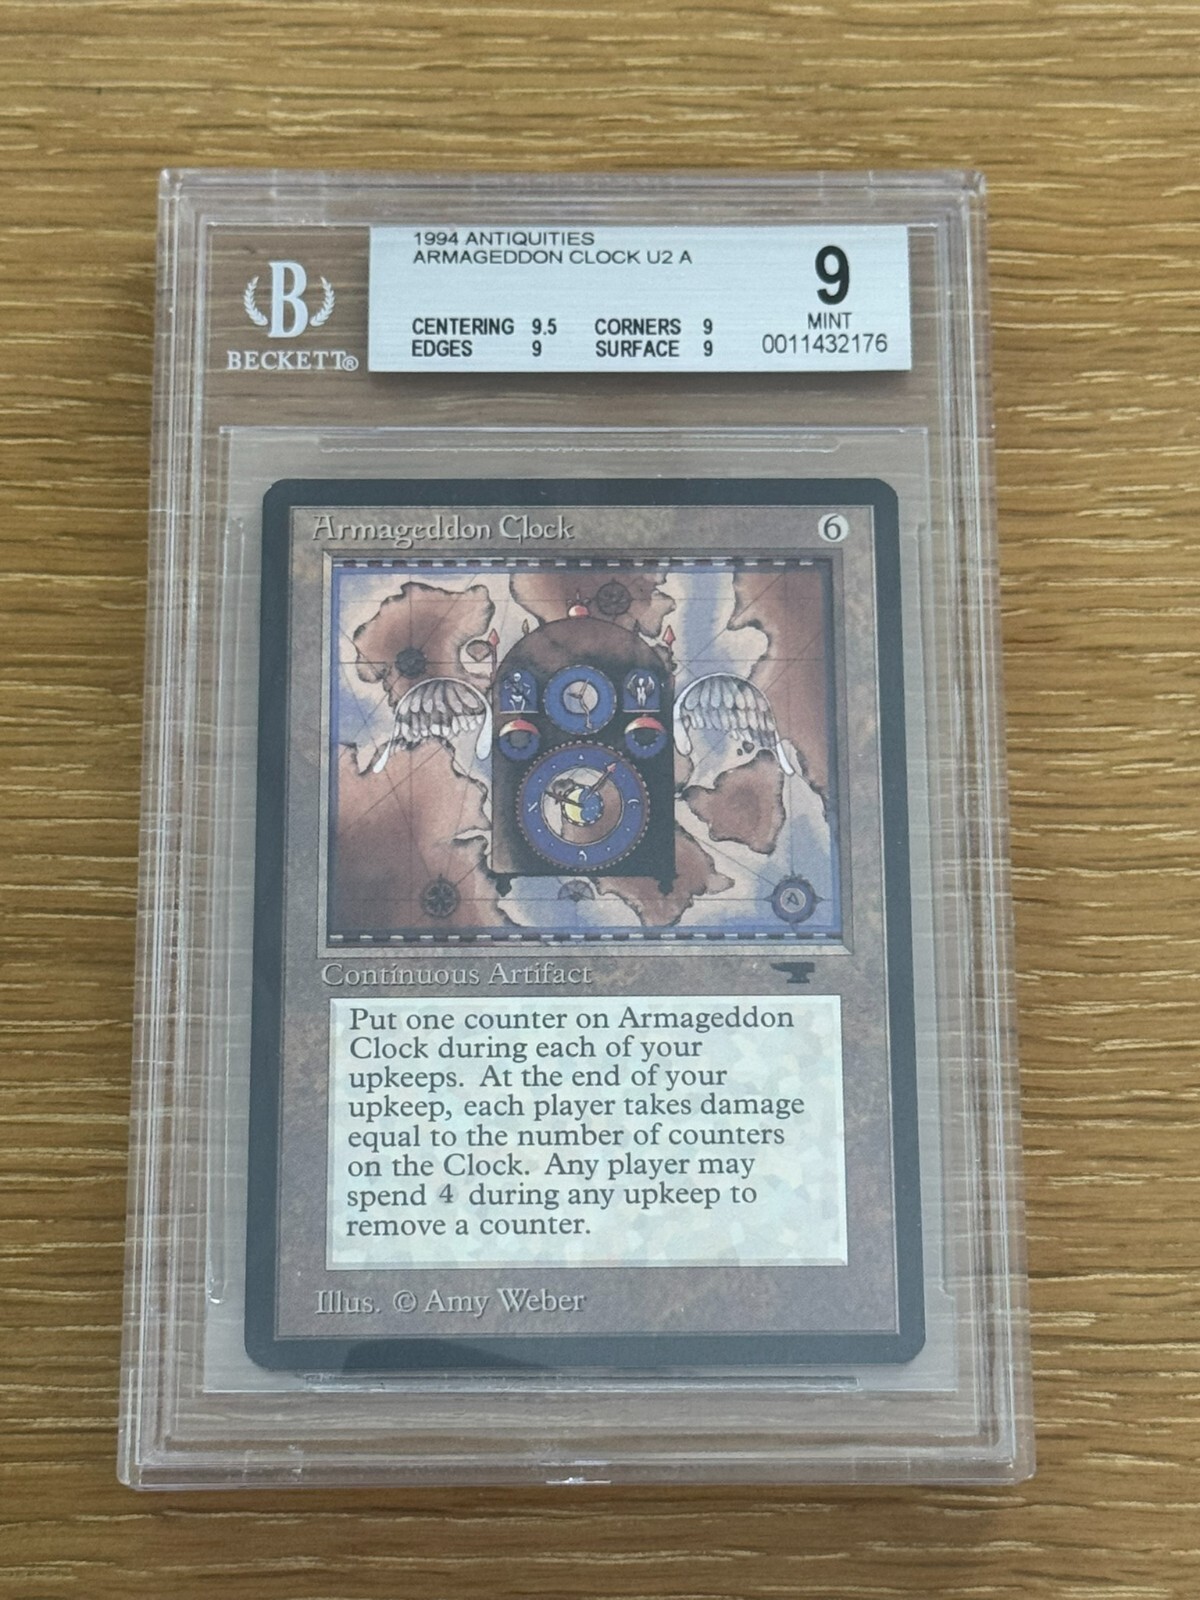 1994 ANTIQUITIES
ARMAGEDDON CLOCK U2 A
9
MINT
0011432176
CENTERING 9.5 CORNERS 9
EDGES 9 SURFACE 9
B
BECKETT®
Armageddon Clock 6
Continuous Artifact
Put one counter on Armageddon
Clock during each of your
upkeeps. At the end of your
upkeep, each player takes damage
equal to the number of counters
on the Clock. Any player may
spend 4 during any upkeep to
remove a counter.
Illus. © Amy Weber